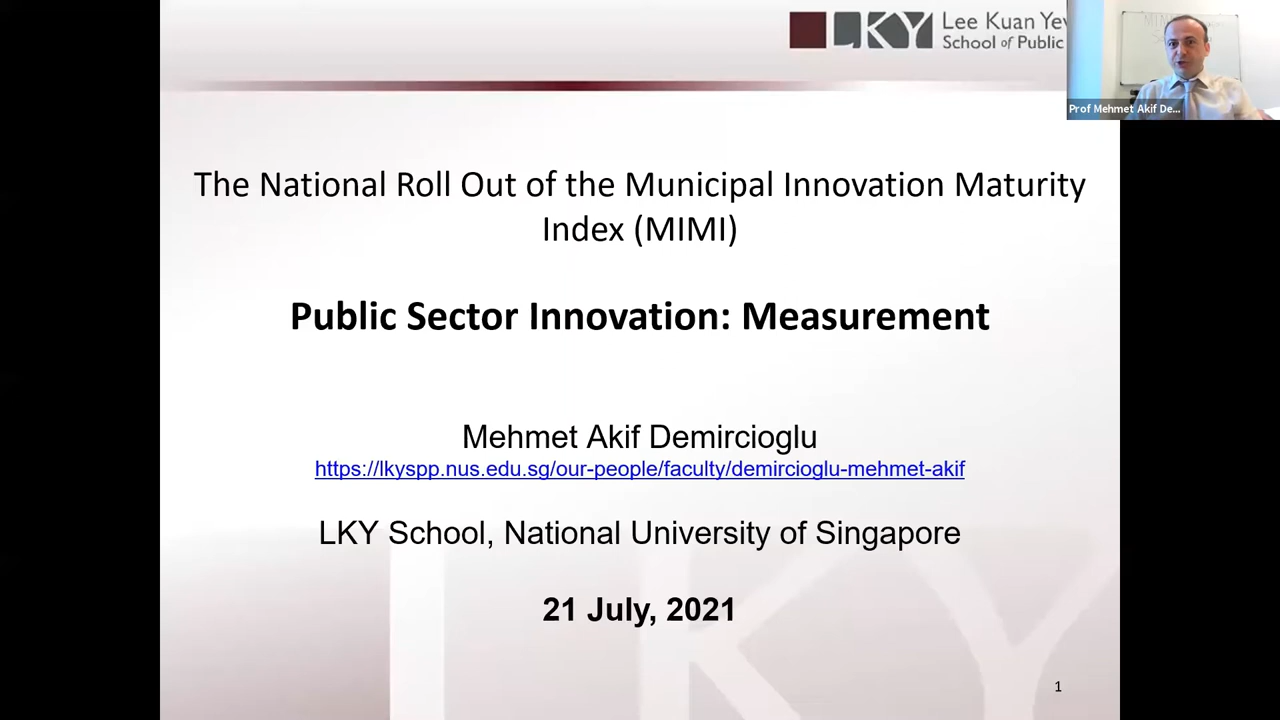 LKY Lee Kuan Yew
School of Public
Prof Mehmet Akif De...
The National Roll Out of the Municipal Innovation Maturity
Index (MIMI)
Public Sector Innovation: Measurement
Mehmet Akif Demircioglu
https://lkyspp.nus.edu.sg/our-people/faculty/demircioglu-mehmet-akif
LKY School, National University of Singapore
21 July, 2021
LKY
1